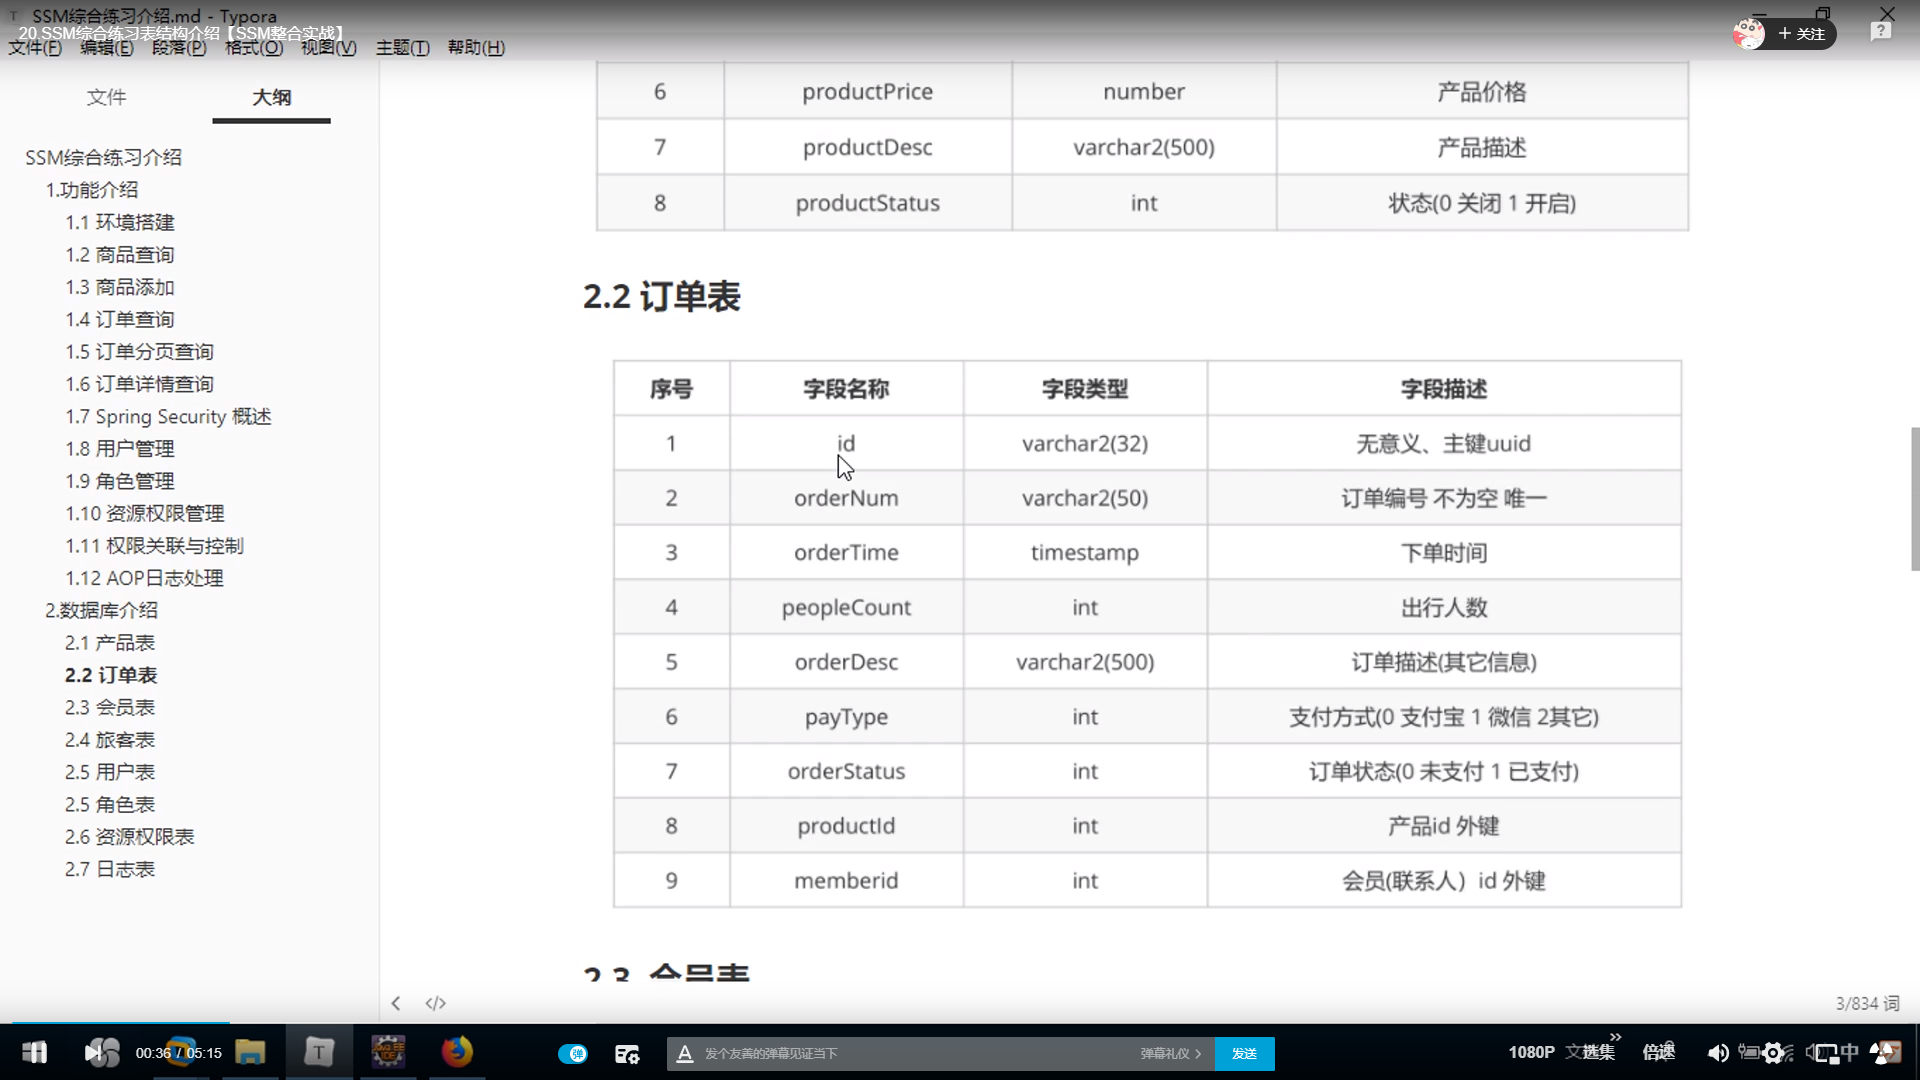 SSM综合练习介绍.md - Typora
20.SSM综合练习表结构介绍【SSM整合实战】
文件(F) 编辑(E) 段落(P) 格式(O) 视图(V) 主题(T) 帮助(H)
+ 关注
文件 大纲
SSM综合练习介绍
1.功能介绍
1.1 环境搭建
1.2 商品查询
1.3 商品添加
1.4 订单查询
1.5 订单分页查询
1.6 订单详情查询
1.7 Spring Security 概述
1.8 用户管理
1.9 角色管理
1.10 资源权限管理
1.11 权限关联与控制
1.12 AOP日志处理
2.数据库介绍
2.1 产品表
2.2 订单表
2.3 会员表
2.4 旅客表
2.5 用户表
2.5 角色表
2.6 资源权限表
2.7 日志表
6 productPrice number 产品价格
7 productDesc varchar2(500) 产品描述
8 productStatus int 状态(0 关闭 1 开启)
2.2 订单表
序号 字段名称 字段类型 字段描述
1 id varchar2(32) 无意义、主键uuid
2 orderNum varchar2(50) 订单编号 不为空 唯一
3 orderTime timestamp 下单时间
4 peopleCount int 出行人数
5 orderDesc varchar2(500) 订单描述(其它信息)
6 payType int 支付方式(0 支付宝 1 微信 2其它)
7 orderStatus int 订单状态(0 未支付 1 已支付)
8 productId int 产品id 外键
9 memberid int 会员(联系人）id 外键
2.3 会员表
3/834 词
00:36 / 05:15
弹
发个友善的弹幕见证当下
弹幕礼仪 >
发送
1080P
选集
倍速
中